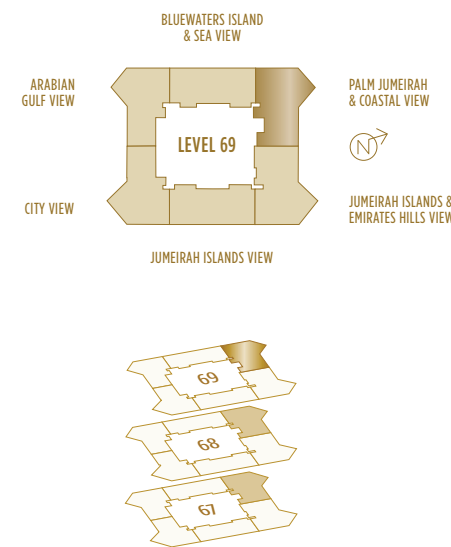 BLUEWATERS ISLAND
& SEA VIEW
ARABIAN
GULF VIEW
PALM JUMEIRAH
& COASTAL VIEW
LEVEL 69
N
CITY VIEW
JUMEIRAH ISLANDS &
EMIRATES HILLS VIEW
JUMEIRAH ISLANDS VIEW
69
68
67